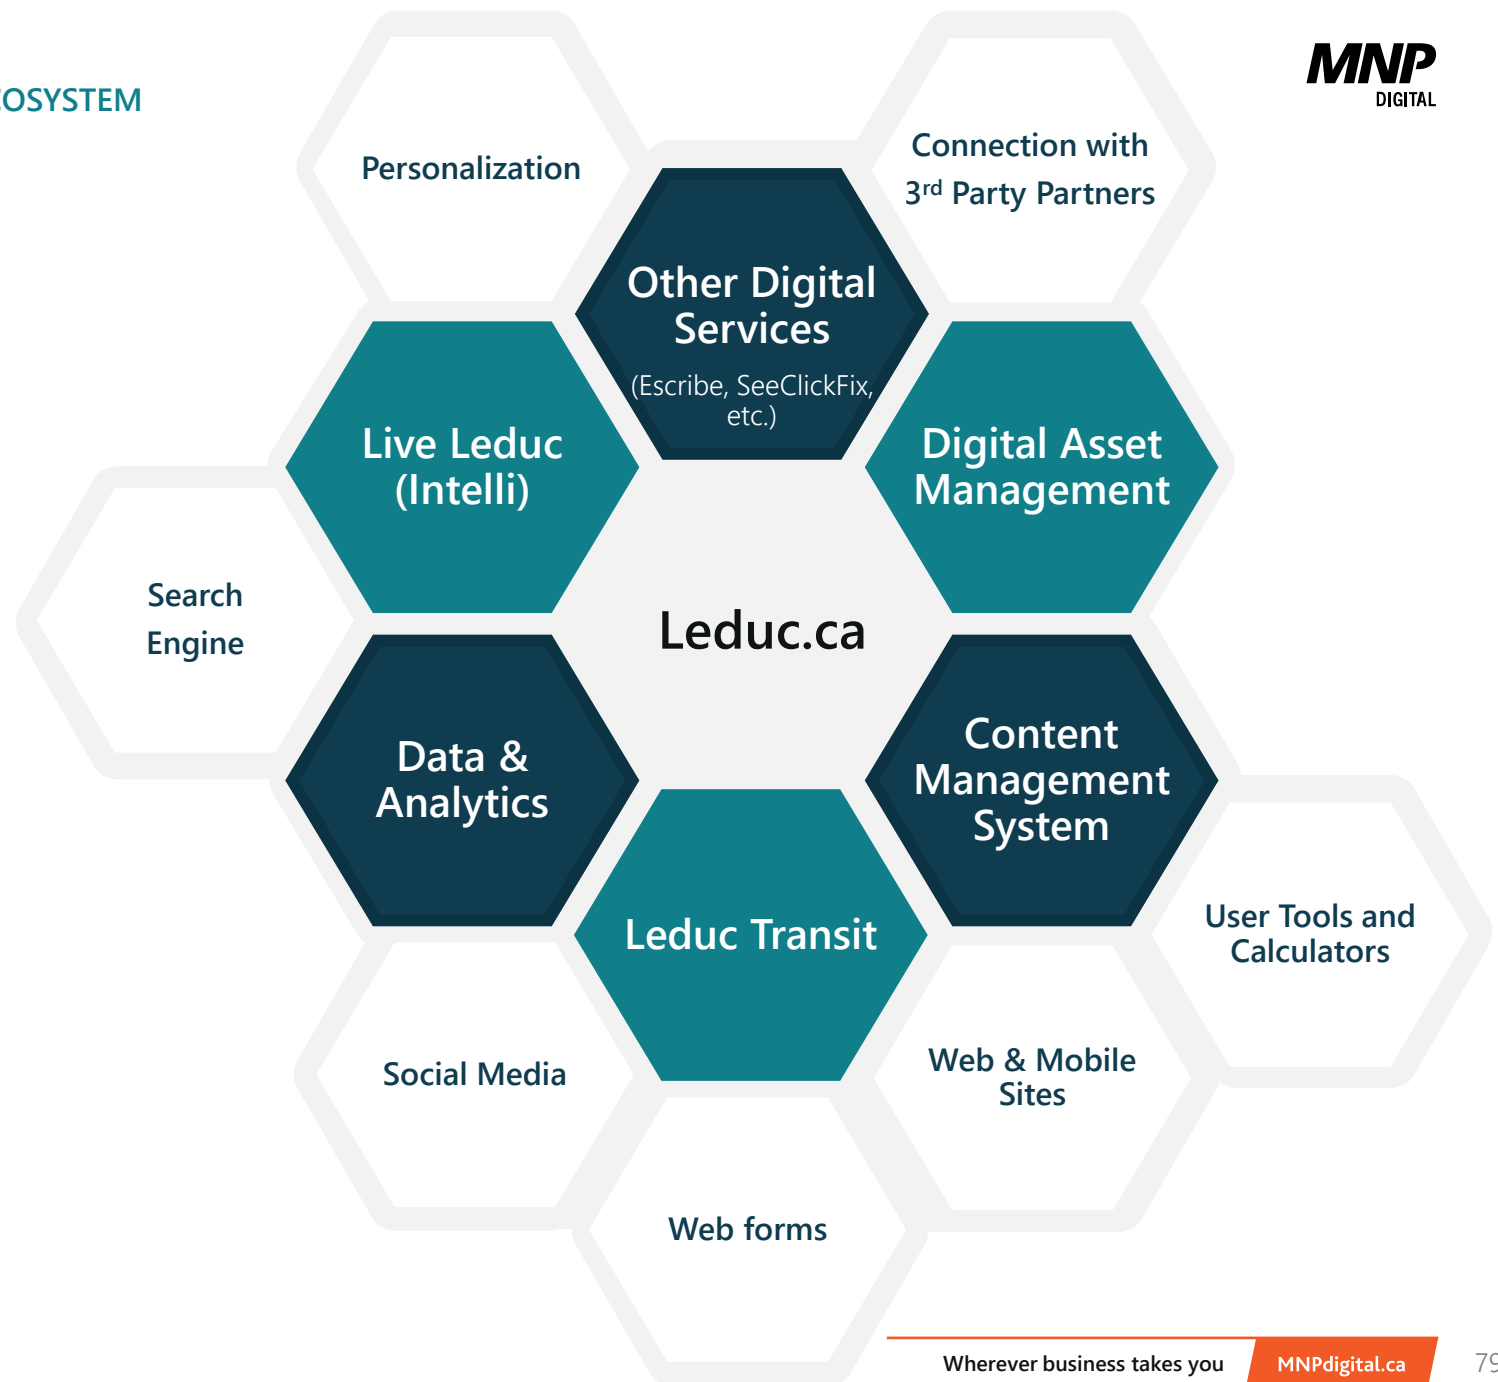 COSYSTEM
MNP
DIGITAL
Personalization
Connection with
3rd Party Partners
Other Digital
Services
(Escribe, SeeClickFix,
etc.)
Live Leduc
(Intelli)
Digital Asset
Management
Search
Engine
Leduc.ca
Data &
Analytics
Content
Management
System
Leduc Transit
User Tools and
Calculators
Social Media
Web & Mobile
Sites
Web forms
Wherever business takes you
MNPdigital.ca
79